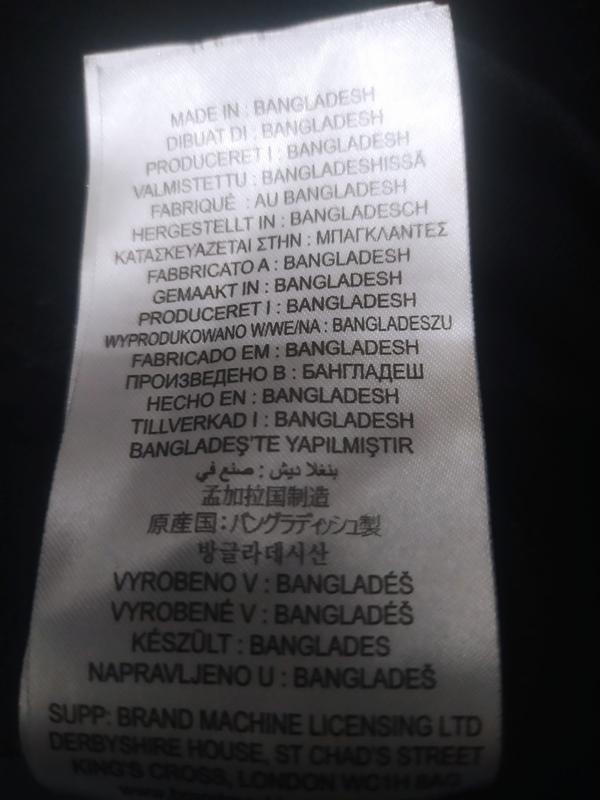 MADE IN : BANGLADESH
DIBUAT DI : BANGLADESH
PRODUCERET I : BANGLADESH
VALMISTETTU : BANGLADESHISSÄ
FABRIQUÉ : AU BANGLADESH
HERGESTELLT IN : BANGLADESCH
ΚΑΤΑΣΚΕΥΑΖΕΤΑΙ ΣΤΗΝ : ΜΠΑΓΚΛΑΝΤΕΣ
FABBRICATO A : BANGLADESH
GEMAAKT IN : BANGLADESH
PRODUCERET I : BANGLADESH
WYPRODUKOWANO W/WE/NA : BANGLADESZU
FABRICADO EM : BANGLADESH
ПРОИЗВЕДЕНО В : БАНГЛАДЕШ
HECHO EN : BANGLADESH
TILLVERKAD I : BANGLADESH
BANGLADEŞ'TE YAPILMIŞTIR
بنغلا ديش : صنع في
孟加拉国制造
原産国：バングラディッシュ製
방글라데시산
VYROBENO V : BANGLADÉŠ
VYROBENÉ V : BANGLADÉŠ
KÉSZÜLT : BANGLADES
NAPRAVLJENO U : BANGLADEŠ
SUPP: BRAND MACHINE LICENSING LTD
DERBYSHIRE HOUSE, ST CHAD'S STREET
KING'S CROSS, LONDON WC1H 8AG